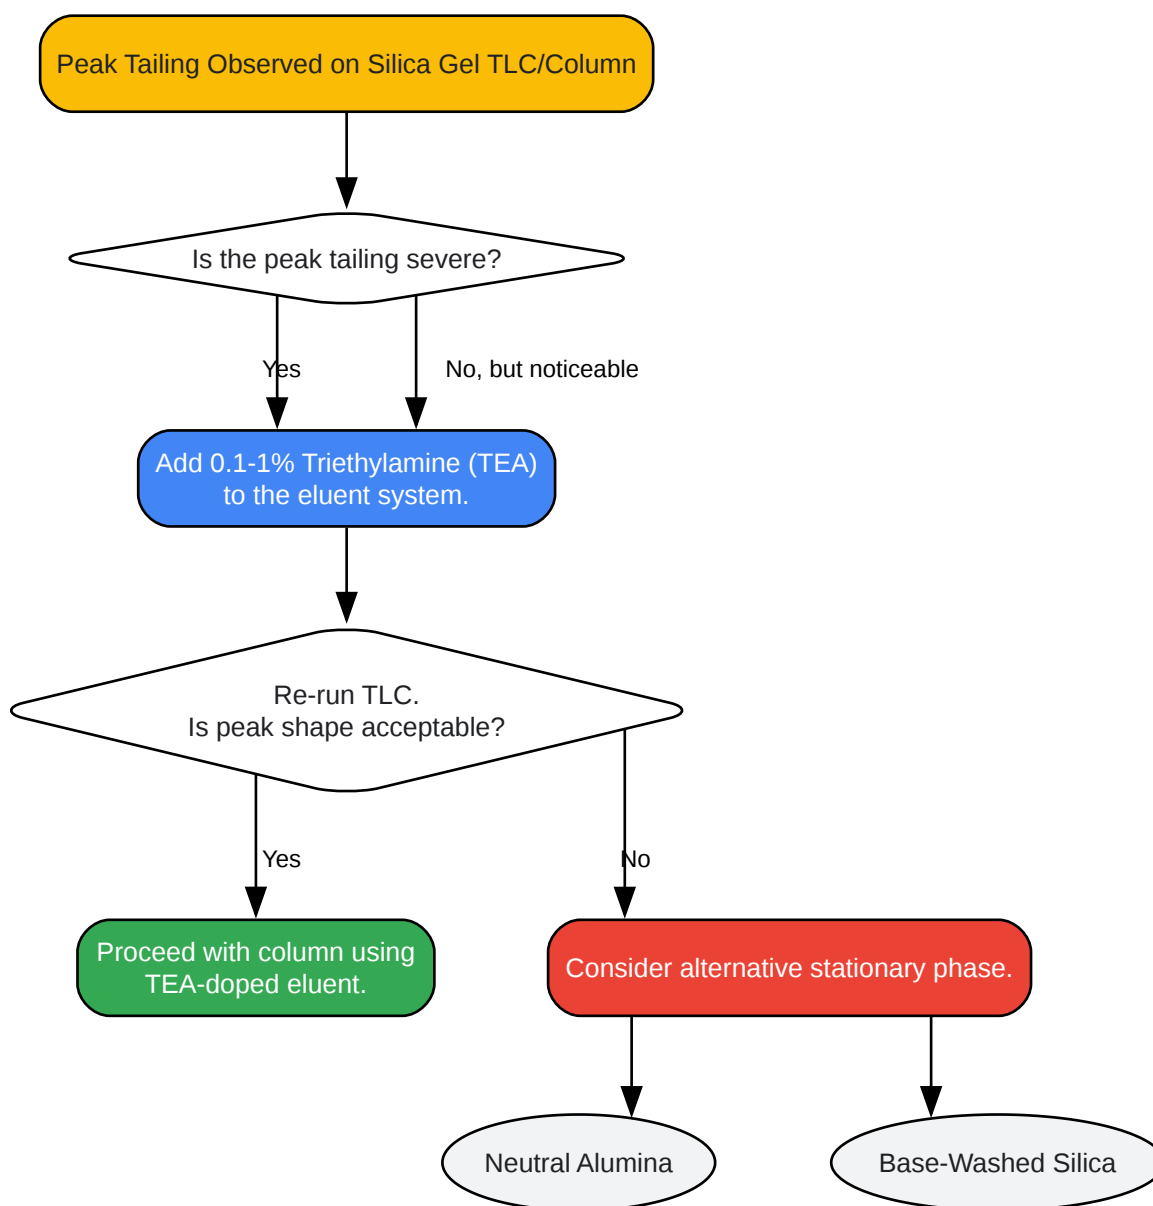 Peak Tailing Observed on Silica Gel TLC/Column
Is the peak tailing severe?
Yes
No, but noticeable
Add 0.1-1% Triethylamine (TEA)
to the eluent system.
Re-run TLC.
Is peak shape acceptable?
Yes
No
Proceed with column using
TEA-doped eluent.
Consider alternative stationary phase.
Neutral Alumina
Base-Washed Silica